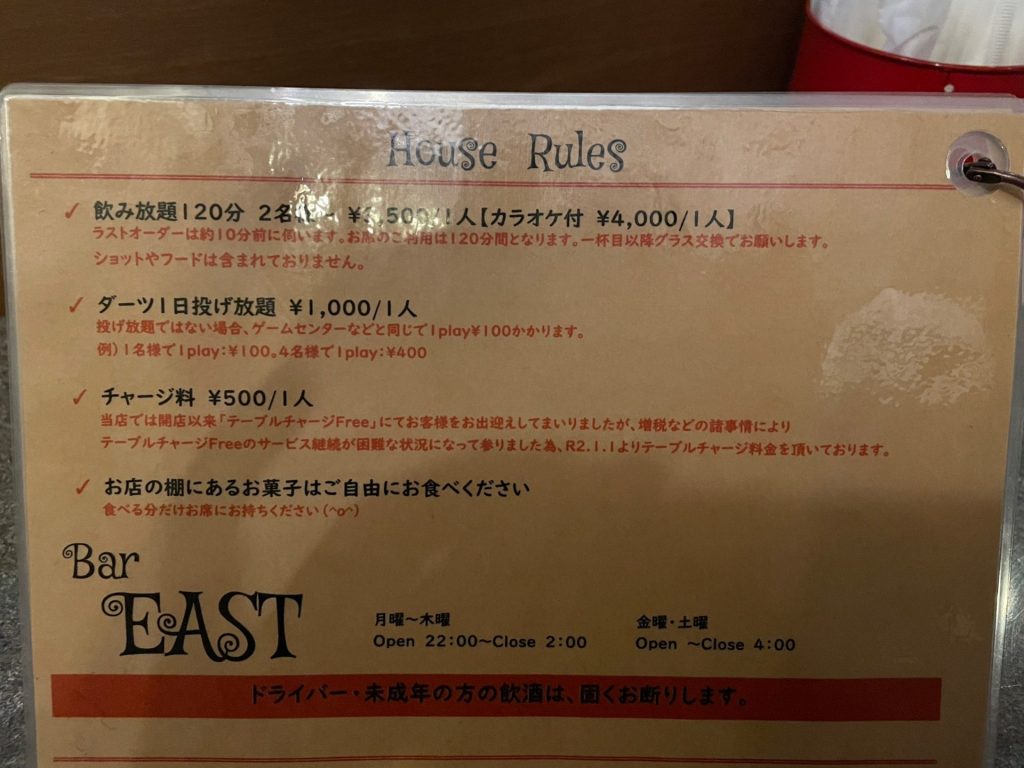 House Rules
✓ 飲み放題120分 2名 500/1人【カラオケ付 ¥4,000/1人】
ラストオーダーは約10分前に伺います。お席のご利用は120分間となります。一杯目以降グラス交換でお願いします。
ショットやフードは含まれておりません。
✓ ダーツ1日投げ放題 ¥1,000/1人
投げ放題ではない場合、ゲームセンターなどと同じで1play¥100かかります。
例）1名様で1play：¥100。4名様で1play：¥400
✓ チャージ料 ¥500/1人
当店では開店以来「テーブルチャージFree」にてお客様をお出迎えしてまいりましたが、増税などの諸事情により
テーブルチャージFreeのサービス継続が困難な状況になって参りました為、R2.1.1よりテーブルチャージ料金を頂いております。
✓ お店の棚にあるお菓子はご自由にお食べください
食べる分だけお席にお持ちください（^o^）
Bar
EAST
月曜～木曜
Open 22:00～Close 2:00
金曜・土曜
Open ～Close 4:00
ドライバー・未成年の方の飲酒は、固くお断りします。